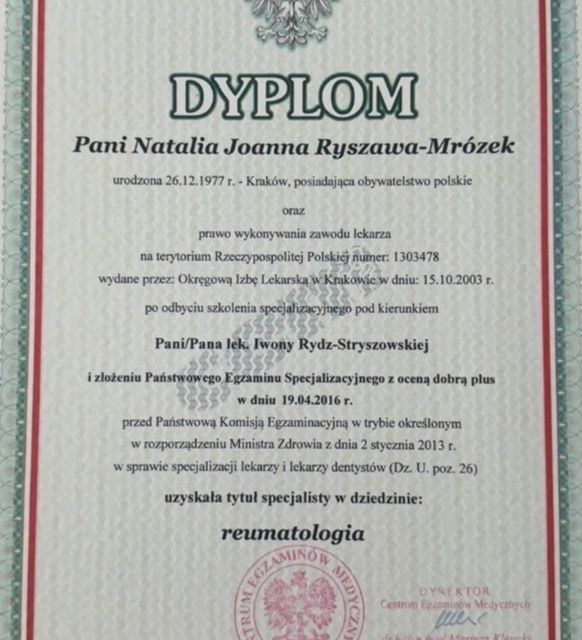 DYPLOM
Pani Natalia Joanna Ryszawa-Mrózek
urodzona 26.12.1977 r. - Kraków, posiadająca obywatelstwo polskie
oraz
prawo wykonywania zawodu lekarza
na terytorium Rzeczypospolitej Polskiej numer: 1303478
wydane przez: Okręgową Izbę Lekarską w Krakowie w dniu: 15.10.2003 r.
po odbyciu szkolenia specjalizacyjnego pod kierunkiem
Pani/Pana lek. Iwony Rydz-Stryszowskiej
i złożeniu Państwowego Egzaminu Specjalizacyjnego z oceną dobrą plus
w dniu 19.04.2016 r.
przed Państwową Komisją Egzaminacyjną w trybie określonym
w rozporządzeniu Ministra Zdrowia z dnia 2 stycznia 2013 r.
w sprawie specjalizacji lekarzy i lekarzy dentystów (Dz. U. poz. 26)
uzyskała tytuł specjalisty w dziedzinie:
reumatologia
EGZAMINÓW
DYREKTOR
Centrum Egzaminów Medycznych